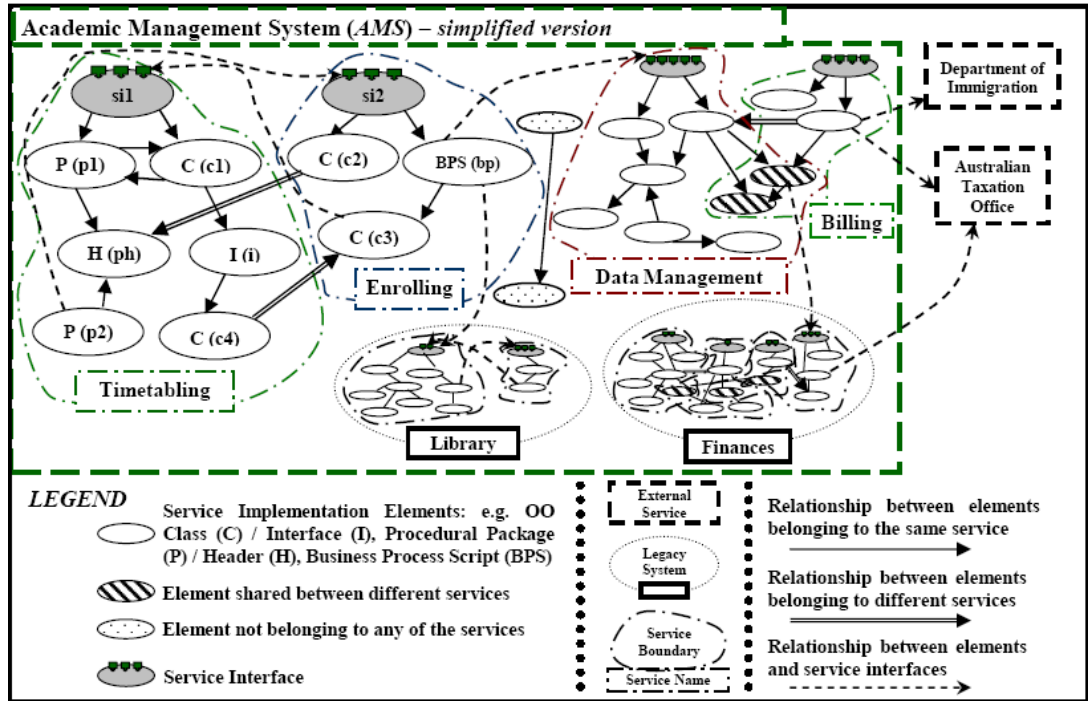 Academic Management System (AMS) – simplified version
si1
si2
P (p1)
C (c1)
C (c2)
BPS (bp)
H (ph)
I (i)
C (c3)
P (p2)
C (c4)
Timetabling
Enrolling
Data Management
Billing
Library
Finances
Department of
Immigration
Australian
Taxation
Office
LEGEND
Service Implementation Elements: e.g. OO
Class (C) / Interface (I), Procedural Package
(P) / Header (H), Business Process Script (BPS)
Element shared between different services
Element not belonging to any of the services
Service Interface
External
Service
Legacy
System
Service
Boundary
Service Name
Relationship between elements
belonging to the same service
Relationship between elements
belonging to different services
Relationship between elements
and service interfaces